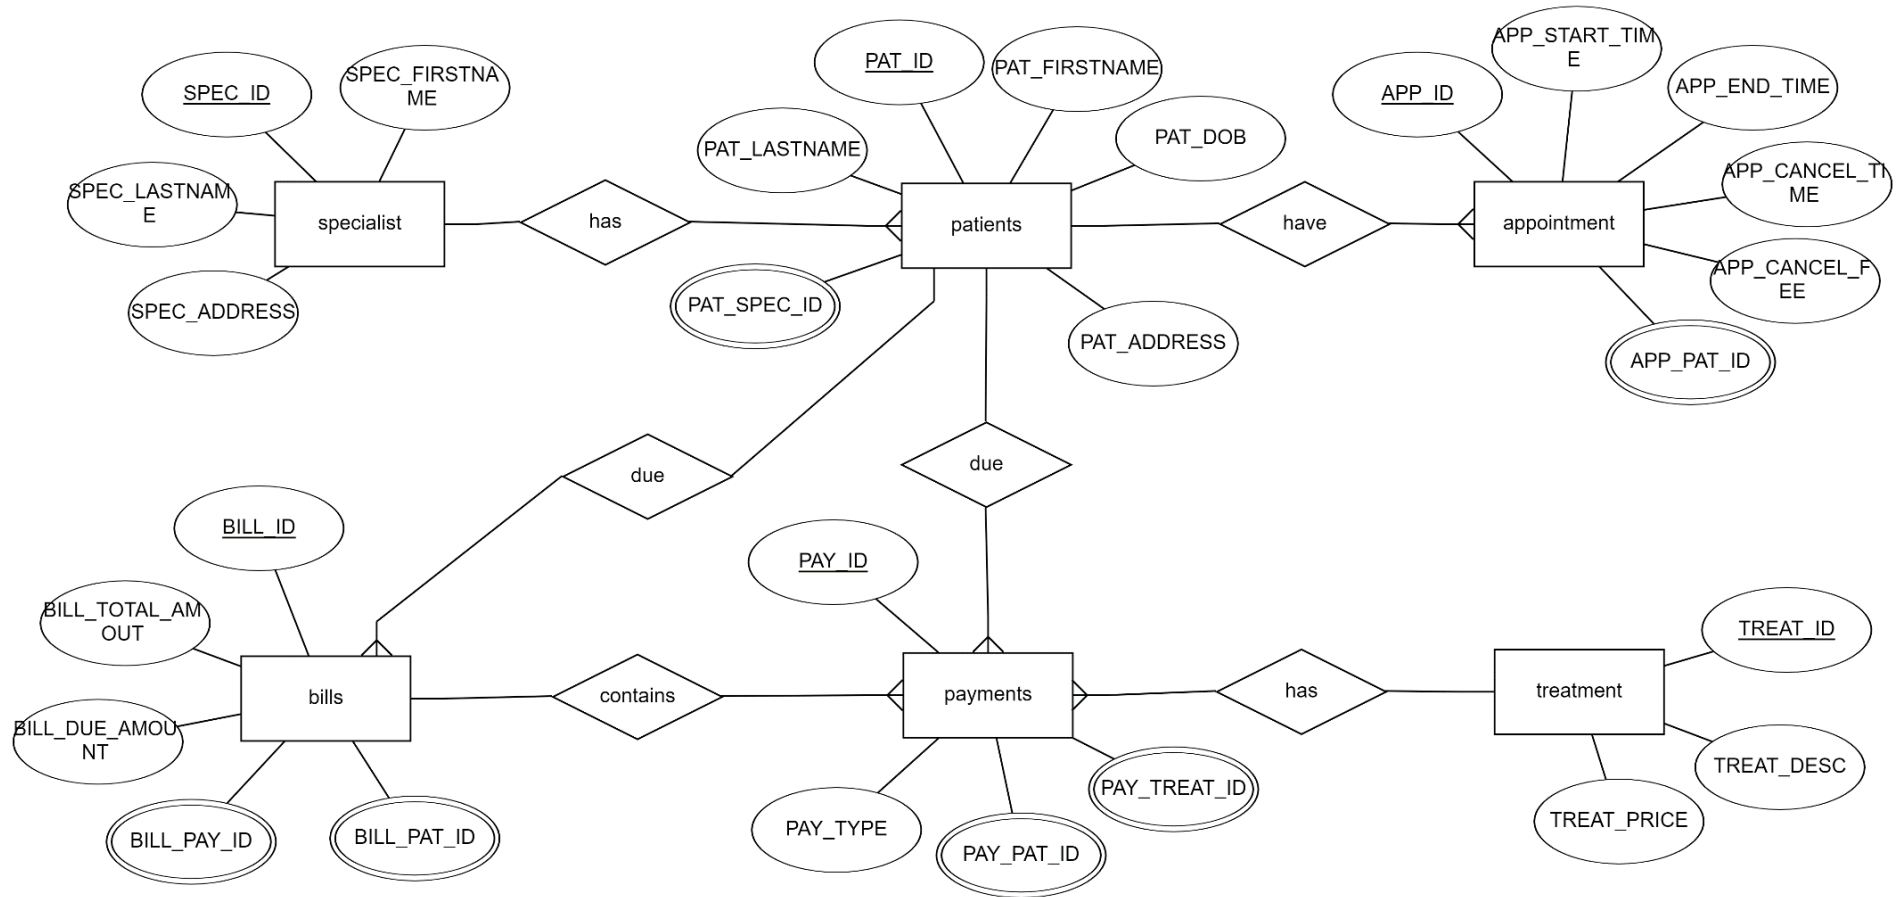 SPEC_ID
SPEC_FIRSTNA
ME
SPEC_LASTNAM
E
SPEC_ADDRESS
specialist
has
PAT_ID
PAT_FIRSTNAME
PAT_LASTNAME
PAT_DOB
patients
PAT_SPEC_ID
PAT_ADDRESS
have
APP_START_TIM
E
APP_ID
APP_END_TIME
APP_CANCEL_TI
ME
appointment
APP_CANCEL_F
EE
APP_PAT_ID
due
due
BILL_ID
BILL_TOTAL_AM
OUT
BILL_DUE_AMOU
NT
bills
BILL_PAY_ID
BILL_PAT_ID
contains
PAY_ID
payments
PAY_TYPE
PAY_PAT_ID
PAY_TREAT_ID
has
treatment
TREAT_ID
TREAT_DESC
TREAT_PRICE